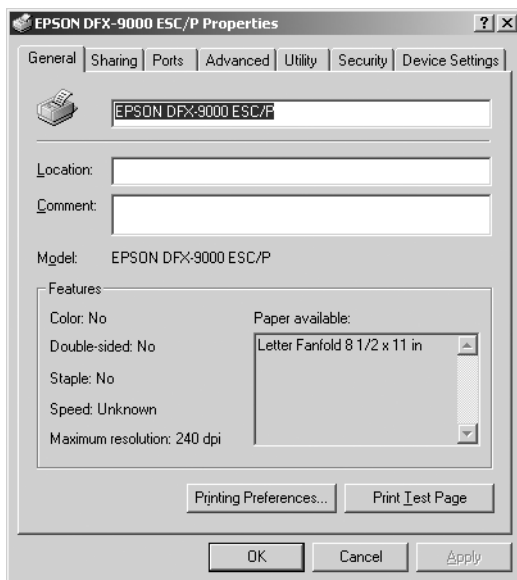 EPSON DFX-9000 ESC/P Properties
General Sharing Ports Advanced Utility Security Device Settings
EPSON DFX-9000 ESC/P
Location:
Comment:
Model: EPSON DFX-9000 ESC/P
Features
Color: No
Double-sided: No
Staple: No
Speed: Unknown
Maximum resolution: 240 dpi
Paper available:
Letter Fanfold 8 1/2 x 11 in
Printing Preferences... Print Test Page
OK Cancel Apply